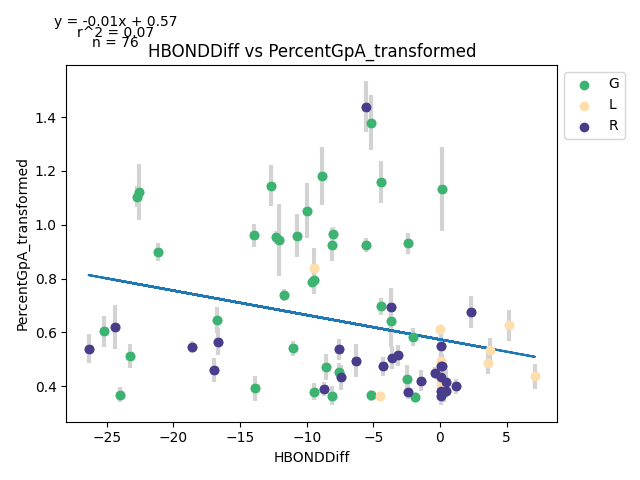 y = -0.01x + 0.57
r^2 = 0.07
n = 76
HBONDDiff vs PercentGpA_transformed
G
L
R
PercentGpA_transformed
1.4
1.2
1.0
0.8
0.6
0.4
−25
−20
−15
−10
−5
0
5
HBONDDiff